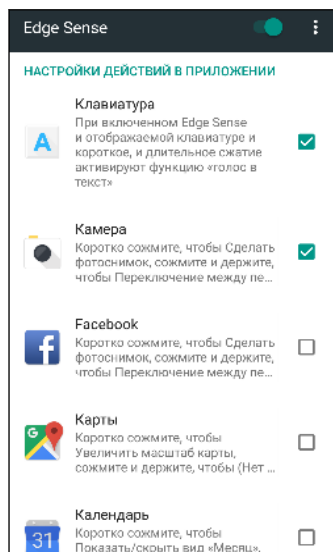 Edge Sense
НАСТРОЙКИ ДЕЙСТВИЙ В ПРИЛОЖЕНИИ
Клавиатура
При включенном Edge Sense
и отображаемой клавиатуре и
короткое, и длительное сжатие
активируют функцию «голос в
текст»
A
Камера
Коротко сожмите, чтобы Сделать
фотоснимок, сожмите и держите,
чтобы Переключение между пе...
Facebook
Коротко сожмите, чтобы Сделать
фотоснимок, сожмите и держите,
чтобы Переключение между пе...
f
Карты
Коротко сожмите, чтобы
Увеличить масштаб карты,
сожмите и держите, чтобы (Нет ...
G
Календарь
Коротко сожмите, чтобы
Показать/скрыть вид «Месяц»,
31